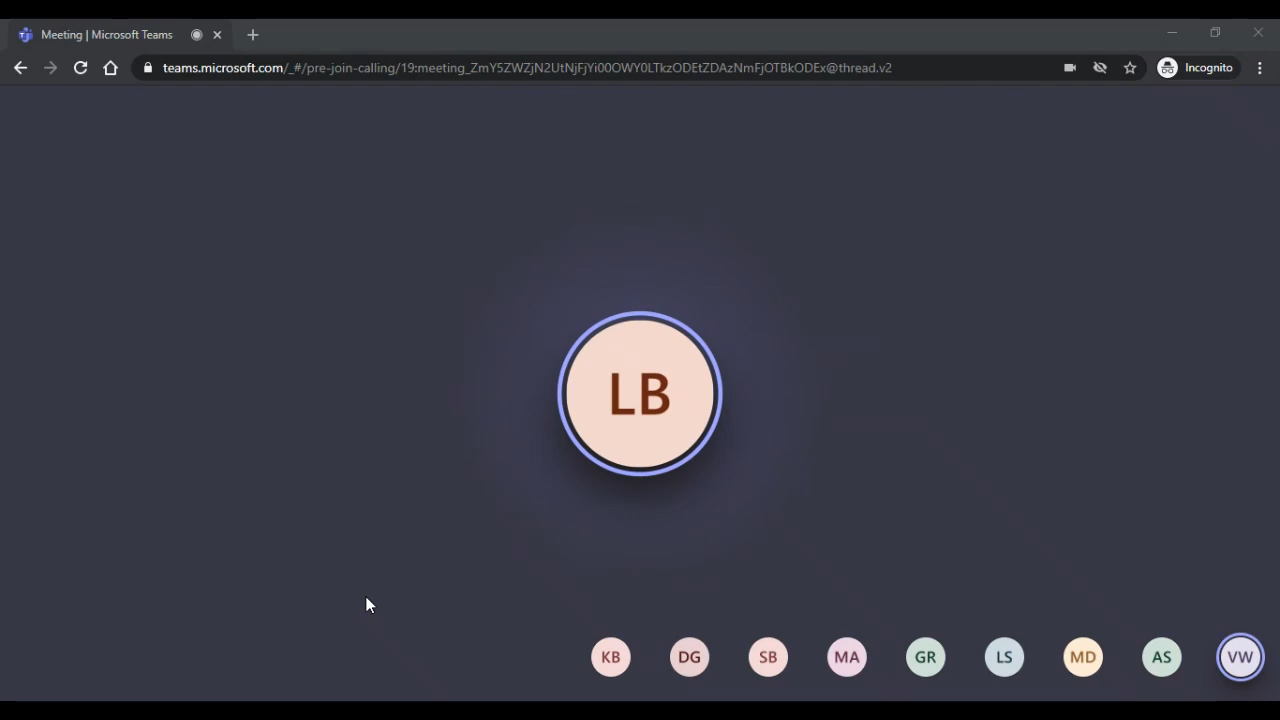 Meeting | Microsoft Teams
teams.microsoft.com/_#/pre-join-calling/19:meeting_ZmY5ZWZjN2UtNjFjYi00OWY0LTkzODEtZDAzNmFjOTBkODEx@thread.v2
Incognito
LB
KB DG SB MA GR LS MD AS VW